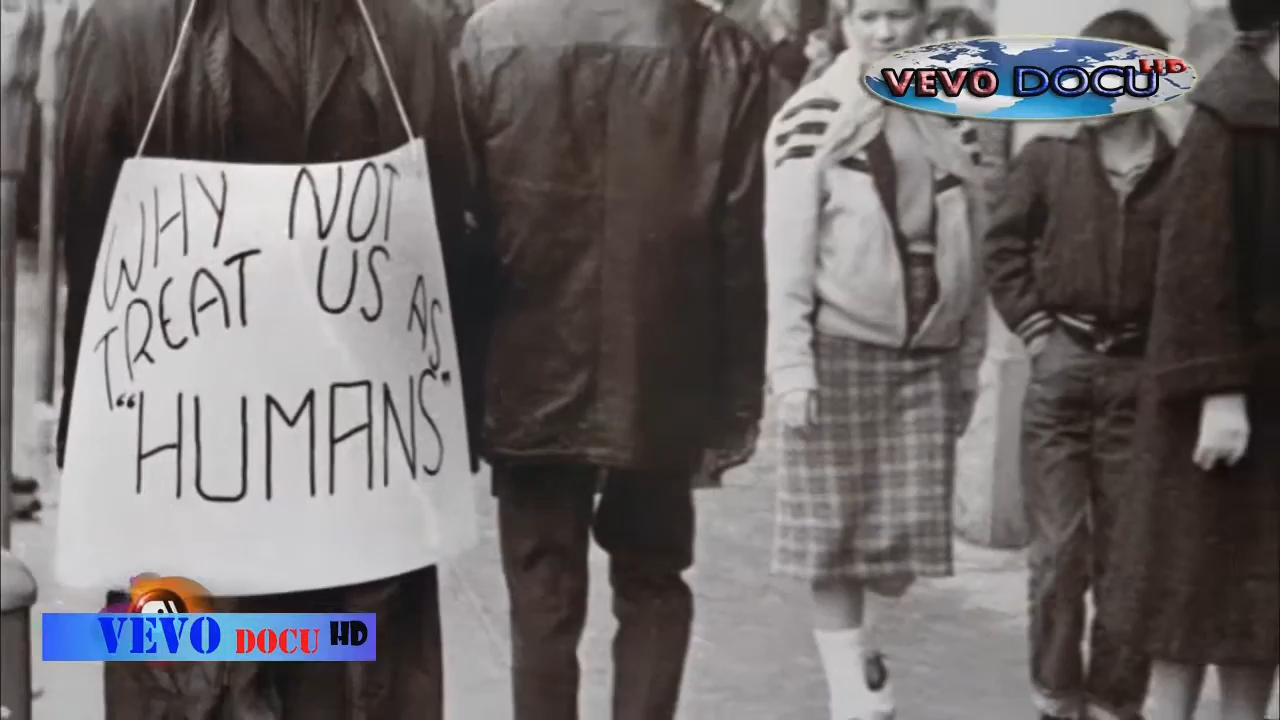 VEVO DOCU HD
WHY NOT
TREAT US AS
"HUMANS"
VEVO DOCU HD